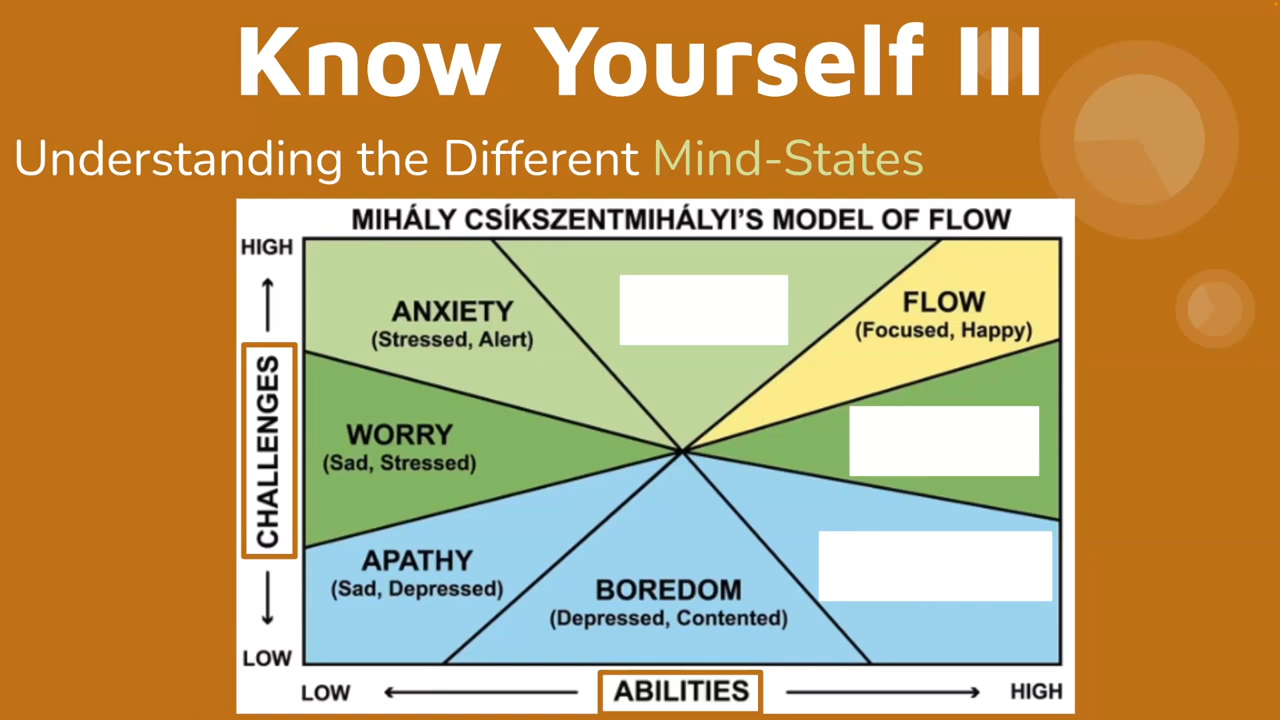 Know Yourself III
Understanding the Different Mind-States
MIHÁLY CSÍKSZENTMIHÁLYI'S MODEL OF FLOW
HIGH
CHALLENGES
LOW
ANXIETY
(Stressed, Alert)
FLOW
(Focused, Happy)
WORRY
(Sad, Stressed)
APATHY
(Sad, Depressed)
BOREDOM
(Depressed, Contented)
LOW
ABILITIES
HIGH